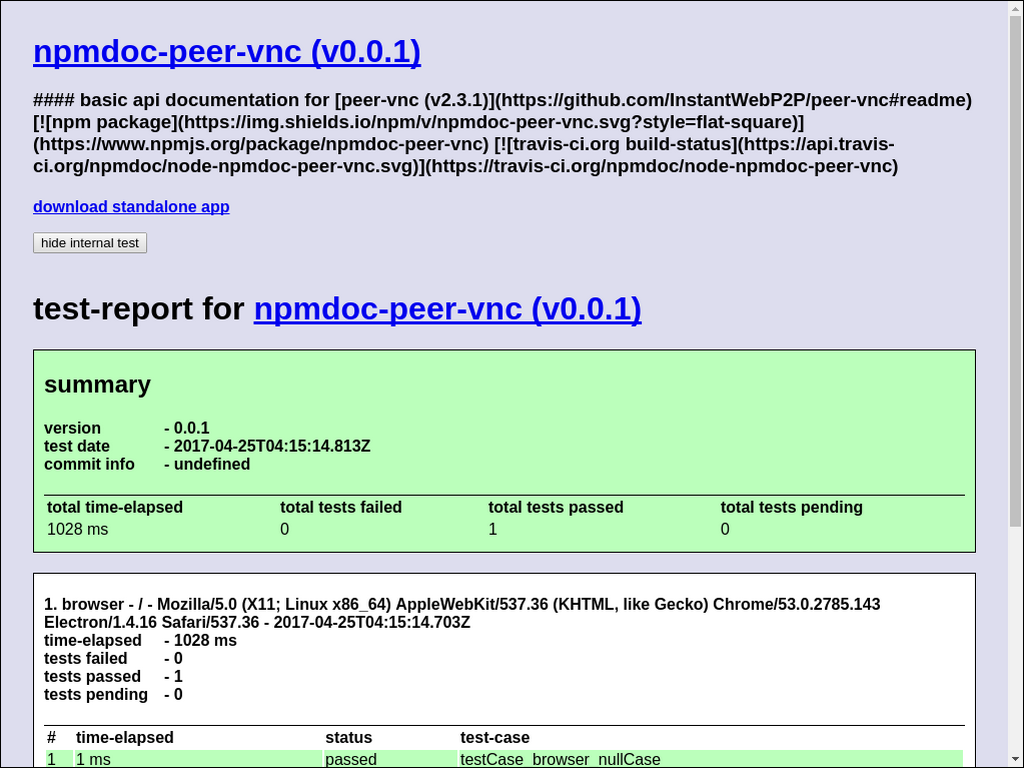 npmdoc-peer-vnc (v0.0.1)
#### basic api documentation for [peer-vnc (v2.3.1)](https://github.com/InstantWebP2P/peer-vnc#readme)
[![npm package](https://img.shields.io/npm/v/npmdoc-peer-vnc.svg?style=flat-square)]
(https://www.npmjs.org/package/npmdoc-peer-vnc) [![travis-ci.org build-status](https://api.travis-
ci.org/npmdoc/node-npmdoc-peer-vnc.svg)](https://travis-ci.org/npmdoc/node-npmdoc-peer-vnc)
download standalone app
hide internal test
test-report for npmdoc-peer-vnc (v0.0.1)
summary
version - 0.0.1
test date - 2017-04-25T04:15:14.813Z
commit info - undefined
total time-elapsed total tests failed total tests passed total tests pending
1028 ms 0 1 0
1. browser - / - Mozilla/5.0 (X11; Linux x86_64) AppleWebKit/537.36 (KHTML, like Gecko) Chrome/53.0.2785.143
Electron/1.4.16 Safari/537.36 - 2017-04-25T04:15:14.703Z
time-elapsed - 1028 ms
tests failed - 0
tests passed - 1
tests pending - 0
# time-elapsed status test-case
1 1 ms passed testCase_browser_nullCase